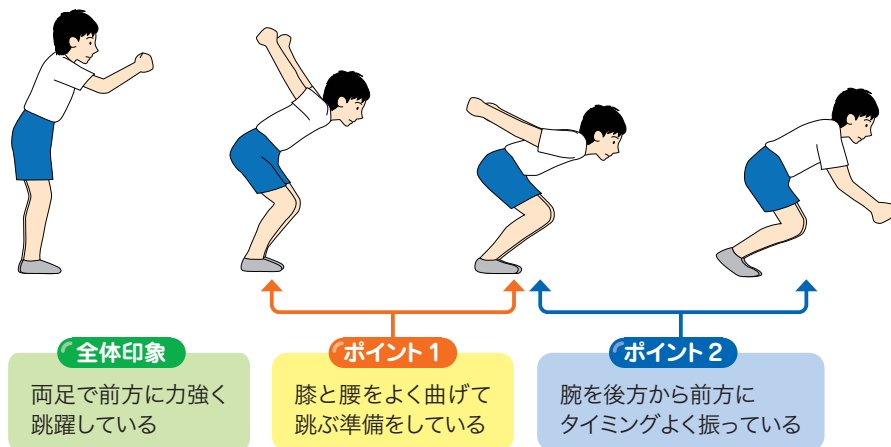 全体印象
両足で前方に力強く
跳躍している
ポイント1
膝と腰をよく曲げて
跳ぶ準備をしている
ポイント2
腕を後方から前方に
タイミングよく振っている